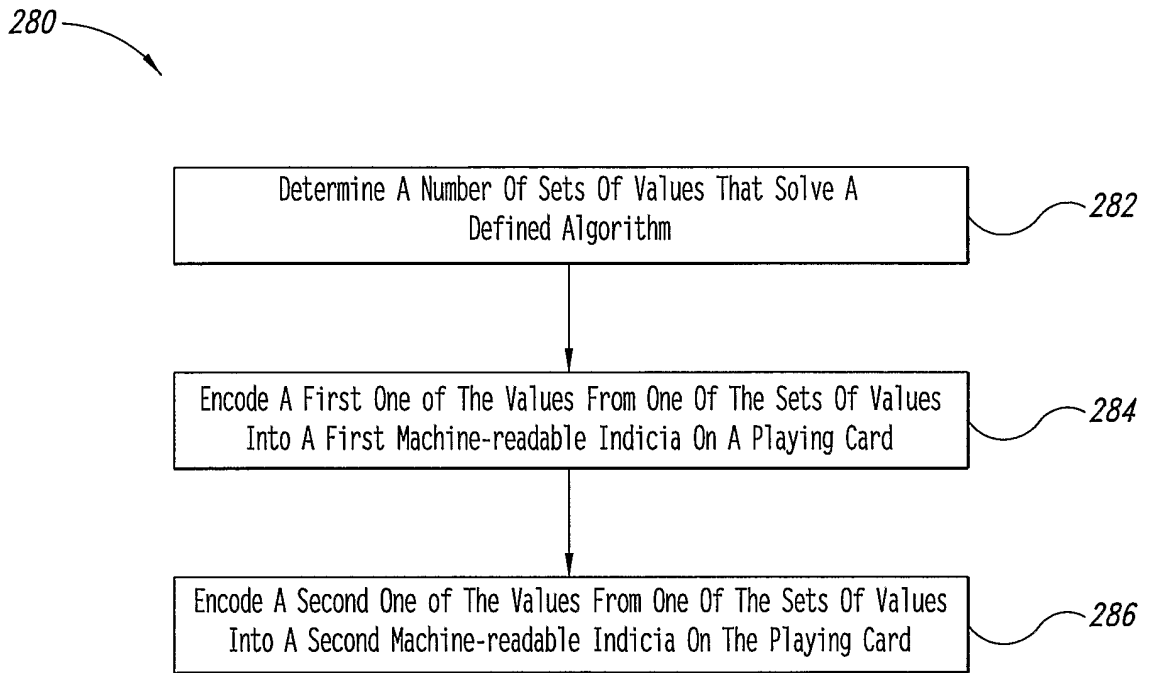 280
Determine A Number Of Sets Of Values That Solve A
Defined Algorithm
282
Encode A First One of The Values From One Of The Sets Of Values
Into A First Machine-readable Indicia On A Playing Card
284
Encode A Second One of The Values From One Of The Sets Of Values
Into A Second Machine-readable Indicia On The Playing Card
286